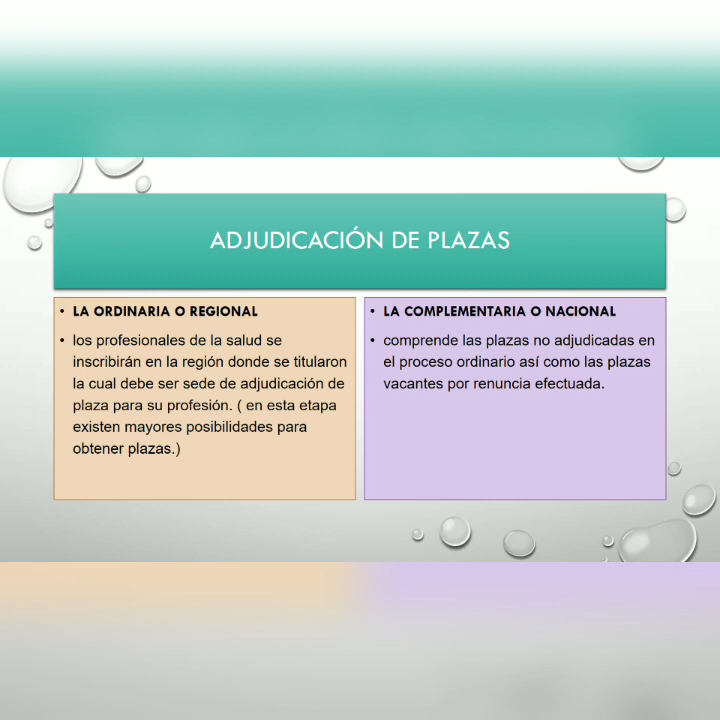 ADJUDICACIÓN DE PLAZAS
• LA ORDINARIA O REGIONAL
• los profesionales de la salud se
inscribirán en la región donde se titularon
la cual debe ser sede de adjudicación de
plaza para su profesión. ( en esta etapa
existen mayores posibilidades para
obtener plazas.)
• LA COMPLEMENTARIA O NACIONAL
• comprende las plazas no adjudicadas en
el proceso ordinario así como las plazas
vacantes por renuncia efectuada.